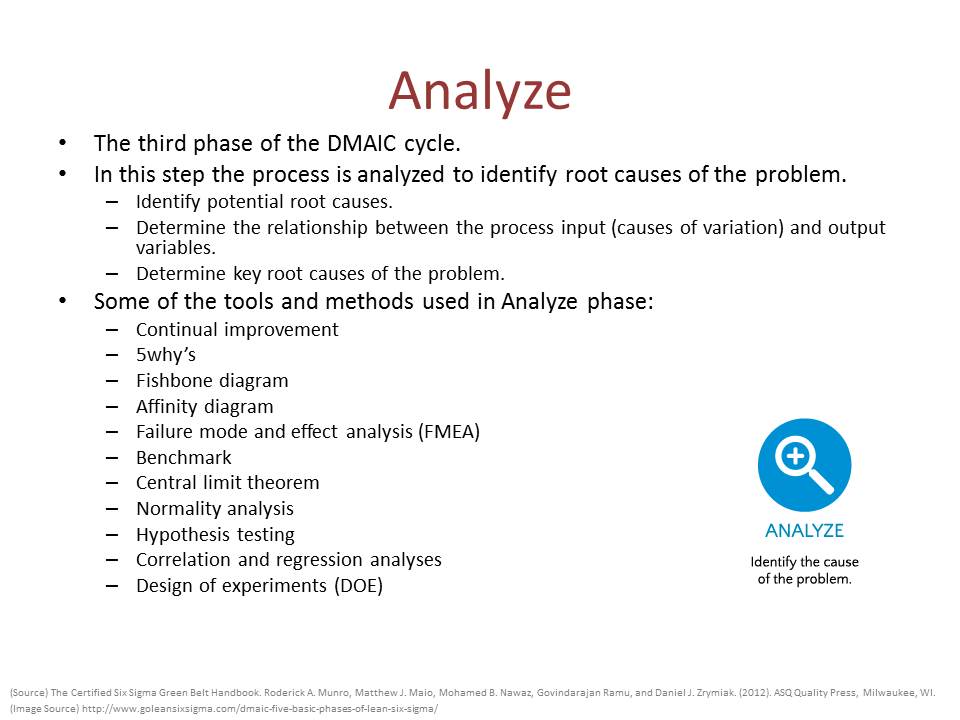 Analyze
• The third phase of the DMAIC cycle.
• In this step the process is analyzed to identify root causes of the problem.
– Identify potential root causes.
– Determine the relationship between the process input (causes of variation) and output
variables.
– Determine key root causes of the problem.
• Some of the tools and methods used in Analyze phase:
– Continual improvement
– 5why’s
– Fishbone diagram
– Affinity diagram
– Failure mode and effect analysis (FMEA)
– Benchmark
– Central limit theorem
– Normality analysis
– Hypothesis testing
– Correlation and regression analyses
– Design of experiments (DOE)
ANALYZE
Identify the cause
of the problem.
(Source) The Certified Six Sigma Green Belt Handbook. Roderick A. Munro, Matthew J. Maio, Mohamed B. Nawaz, Govindarajan Ramu, and Daniel J. Zrymiak. (2012). ASQ Quality Press, Milwaukee, WI.
(Image Source) http://www.goleansixsigma.com/dmaic-five-basic-phases-of-lean-six-sigma/